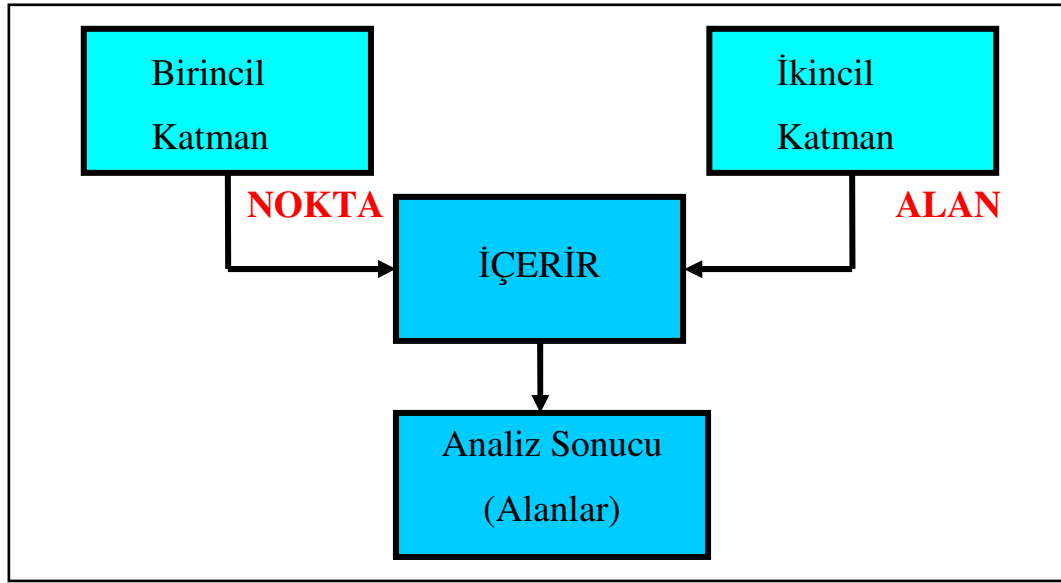 Birincil
Katman
İkincil
Katman
NOKTA
ALAN
İÇERİR
Analiz Sonucu
(Alanlar)